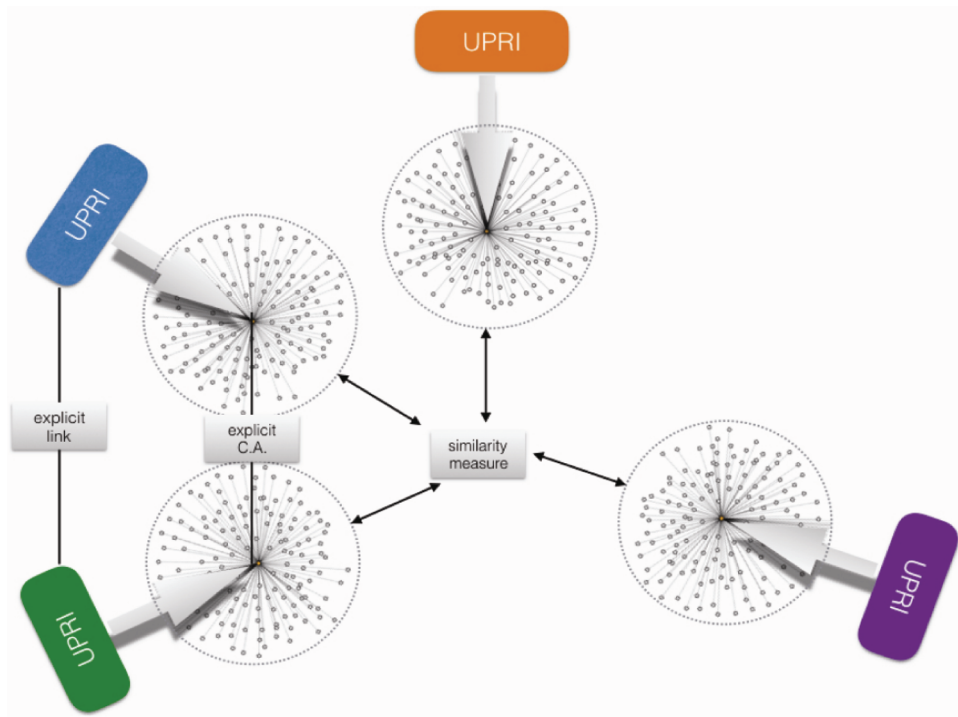 UPRI
UPRI
explicit
link
explicit
C.A.
similarity
measure
UPRI
UPRI